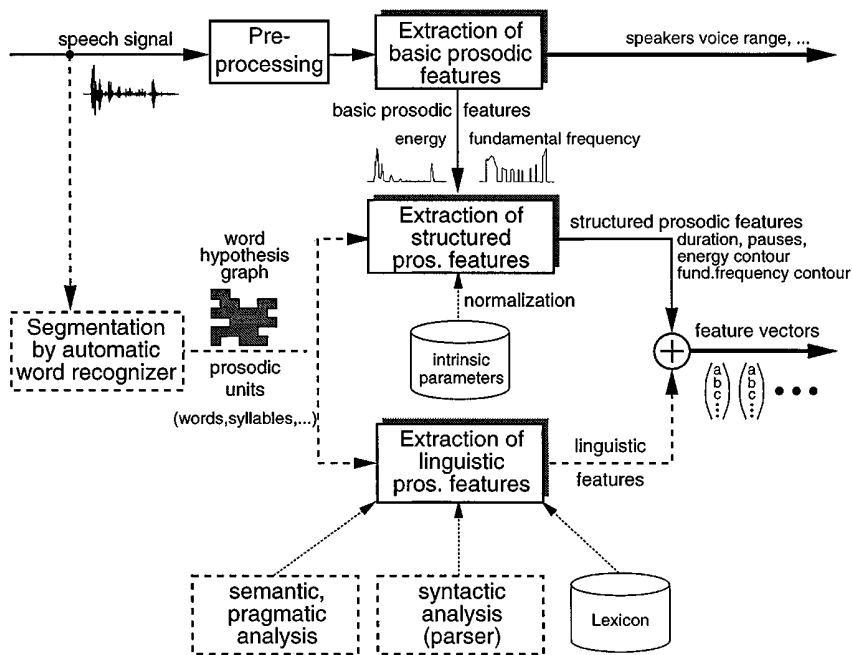 speech signal
Pre-
processing
Extraction of
basic prosodic
features
speakers voice range, ...
basic prosodic features
energy fundamental frequency
word
hypothesis
graph
Extraction of
structured
pros. features
structured prosodic features
duration, pauses,
energy contour
fund.frequency contour
normalization
Segmentation
by automatic
word recognizer
prosodic
units
(words,syllables,...)
intrinsic
parameters
feature vectors
a a
b b
c c
Extraction of
linguistic
pros. features
linguistic
features
semantic,
pragmatic
analysis
syntactic
analysis
(parser)
Lexicon